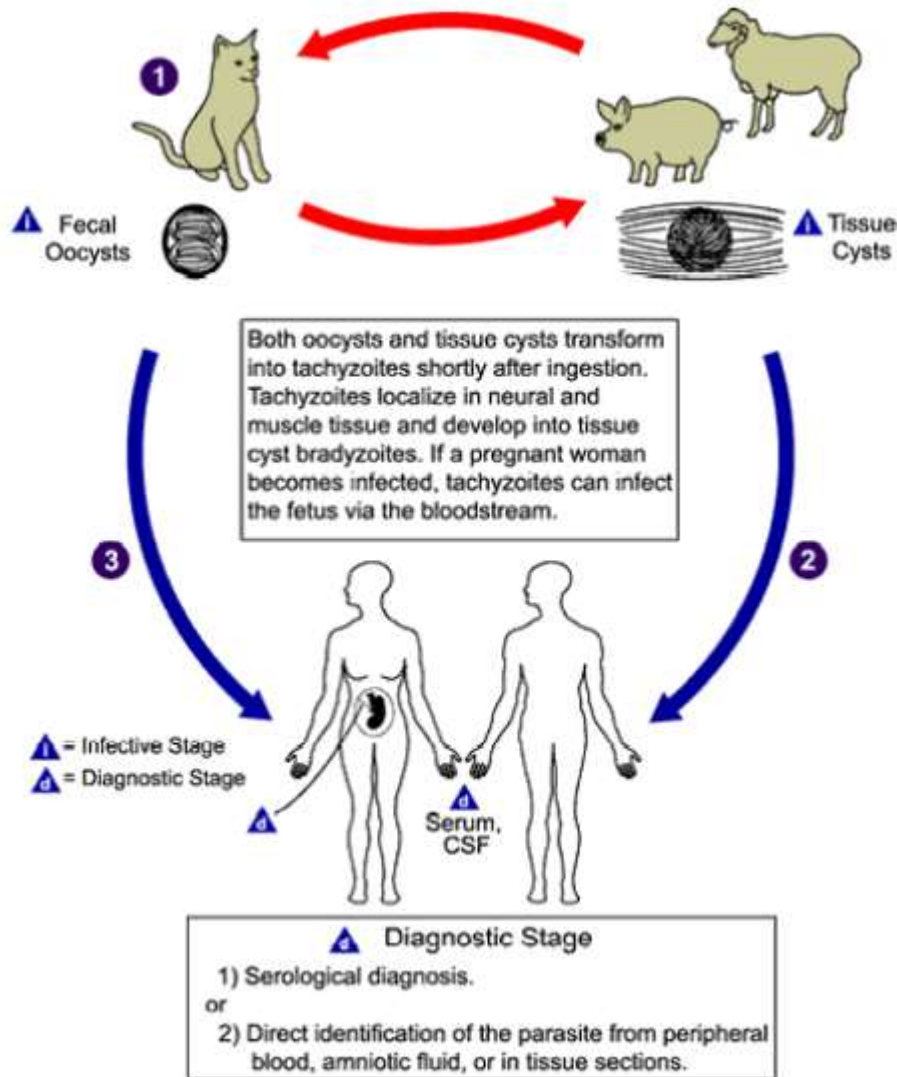 1
i Fecal
Oocysts
i Tissue
Cysts
Both oocysts and tissue cysts transform
into tachyzoites shortly after ingestion.
Tachyzoites localize in neural and
muscle tissue and develop into tissue
cyst bradyzoites. If a pregnant woman
becomes infected, tachyzoites can infect
the fetus via the bloodstream.
3
2
i = Infective Stage
d = Diagnostic Stage
d
d
Serum,
CSF
d Diagnostic Stage
1) Serological diagnosis.
or
2) Direct identification of the parasite from peripheral
blood, amniotic fluid, or in tissue sections.